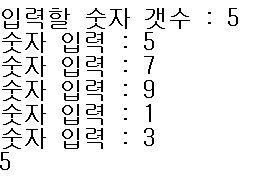 입력할 숫자 갯수 : 5
숫자 입력 : 5
숫자 입력 : 7
숫자 입력 : 9
숫자 입력 : 1
숫자 입력 : 3
5